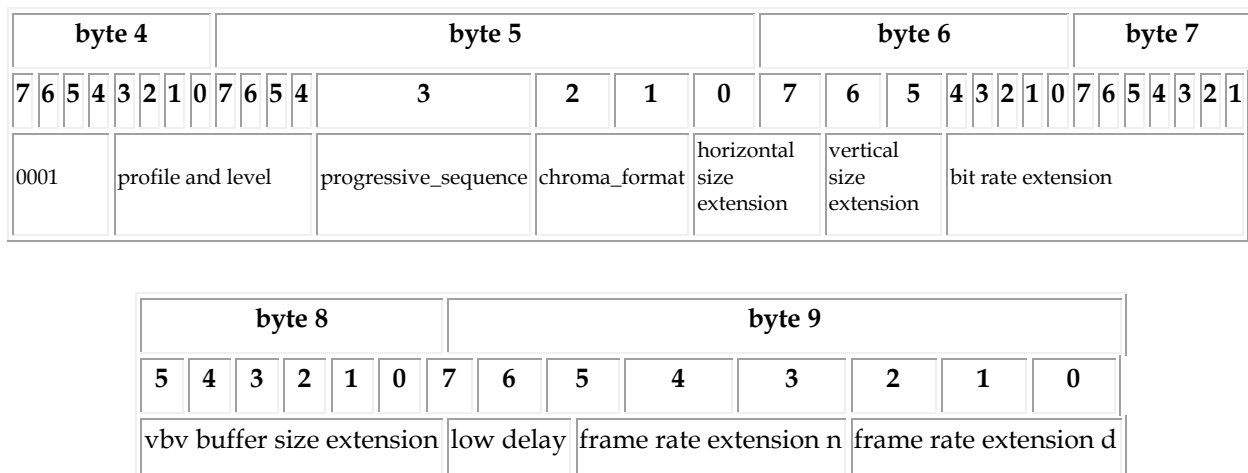 byte 4 byte 5 byte 6 byte 7
7 6 5 4 3 2 1 0 7 6 5 4 3 2 1 0 7 6 5 4 3 2 1 0 7 6 5 4 3 2 1
0001 profile and level progressive_sequence chroma_format horizontal size extension vertical size extension bit rate extension
byte 8 byte 9
5 4 3 2 1 0 7 6 5 4 3 2 1 0
vbv buffer size extension low delay frame rate extension n frame rate extension d